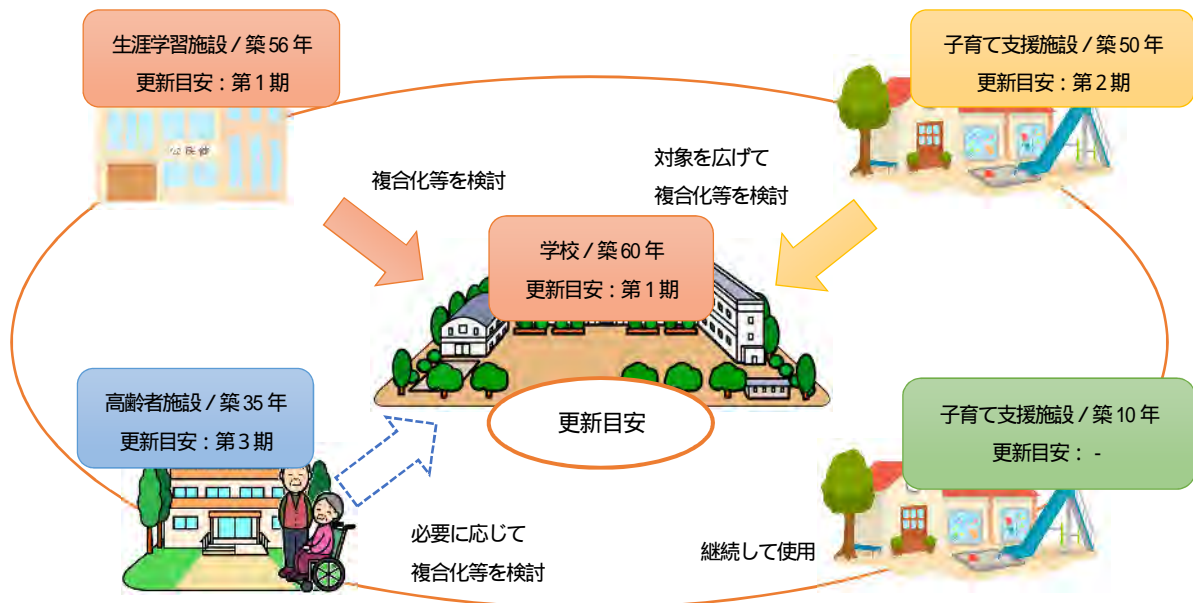 生涯学習施設/築56年
更新目安:第1期
子育て支援施設/築50年
更新目安:第2期
公民館
複合化等を検討
対象を広げて
複合化等を検討
学校/築60年
更新目安:第1期
高齢者施設/築35年
更新目安:第3期
更新目安
子育て支援施設/築10年
更新目安: -
必要に応じて
複合化等を検討
継続して使用